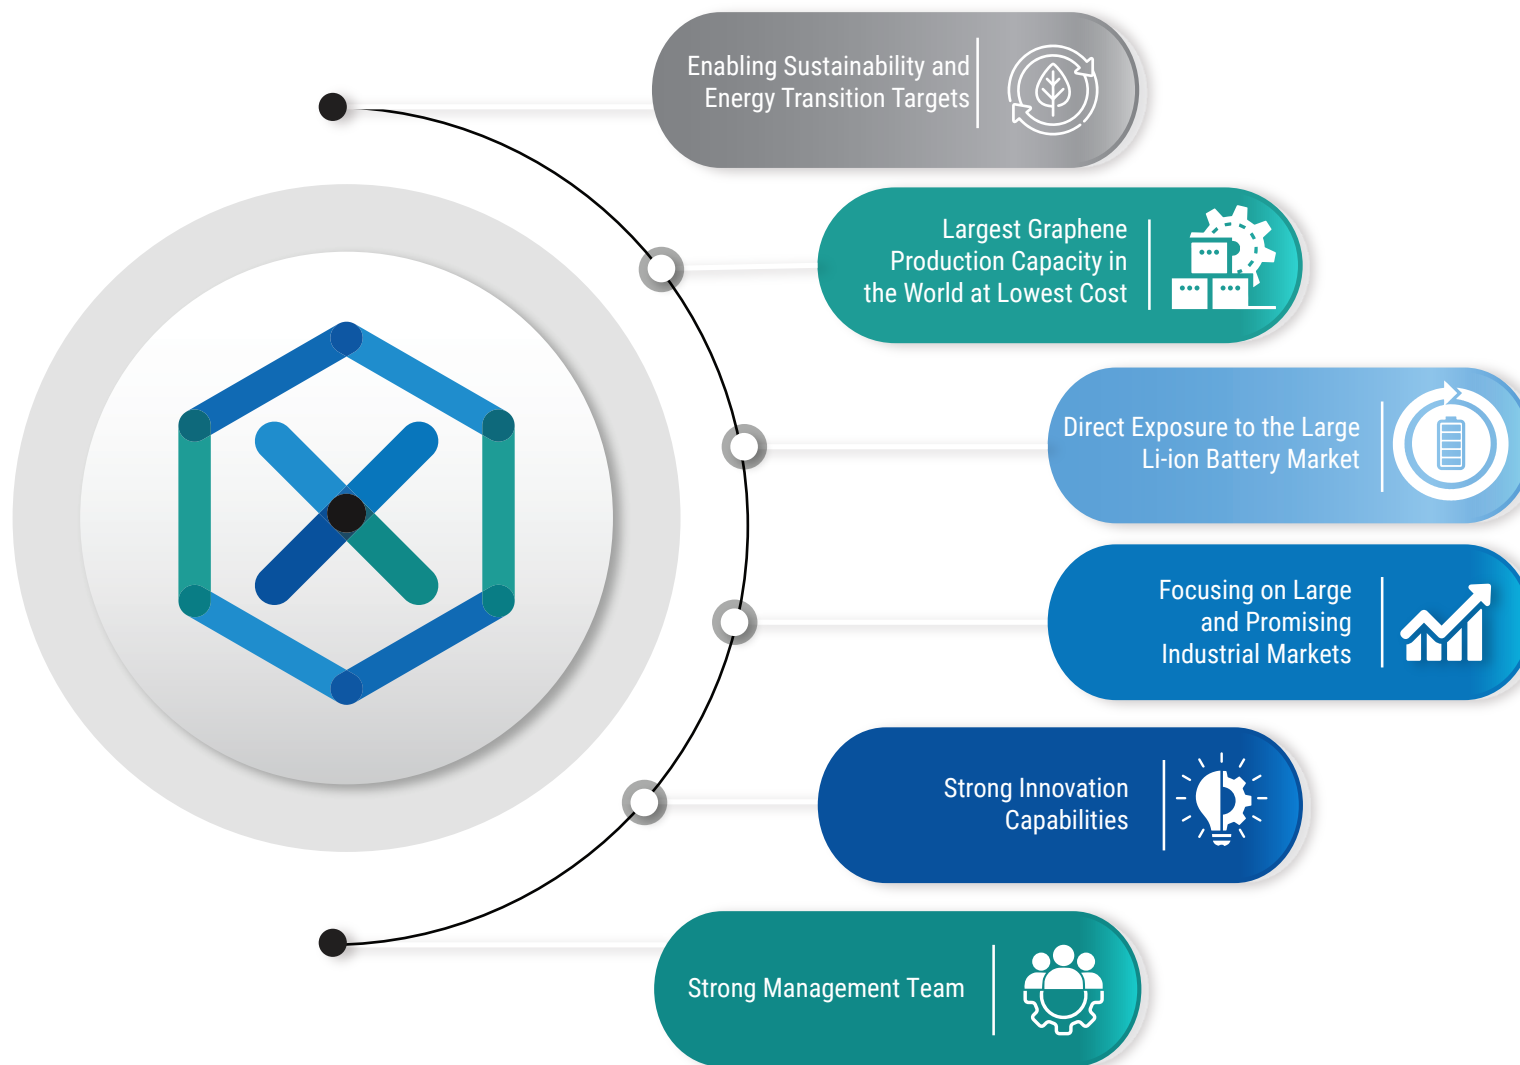 Enabling Sustainability and
Energy Transition Targets
Largest Graphene
Production Capacity in
the World at Lowest Cost
Direct Exposure to the Large
Li-ion Battery Market
Focusing on Large
and Promising
Industrial Markets
Strong Innovation
Capabilities
Strong Management Team